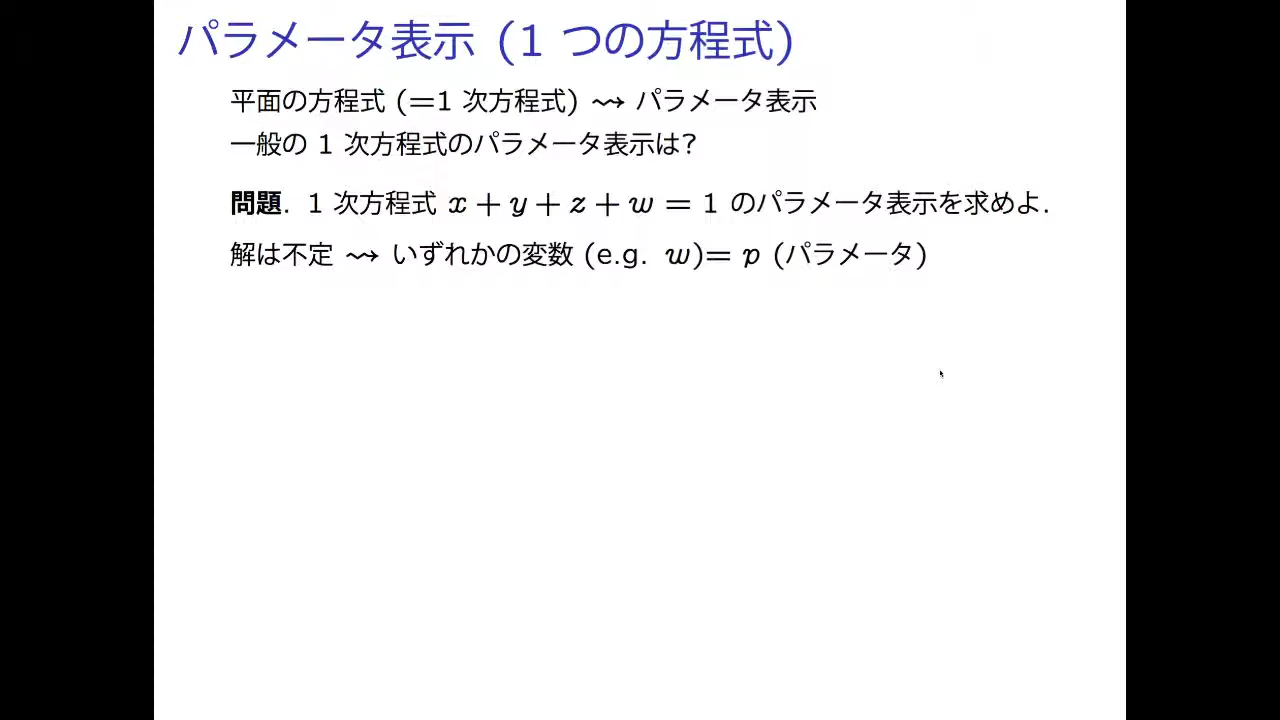 パラメータ表示 (1 つの方程式)
平面の方程式 (=1 次方程式) ⇝ パラメータ表示
一般の 1 次方程式のパラメータ表示は?
問題. 1 次方程式 x + y + z + w = 1 のパラメータ表示を求めよ.
解は不定 ⇝ いずれかの変数 (e.g. w)= p (パラメータ)